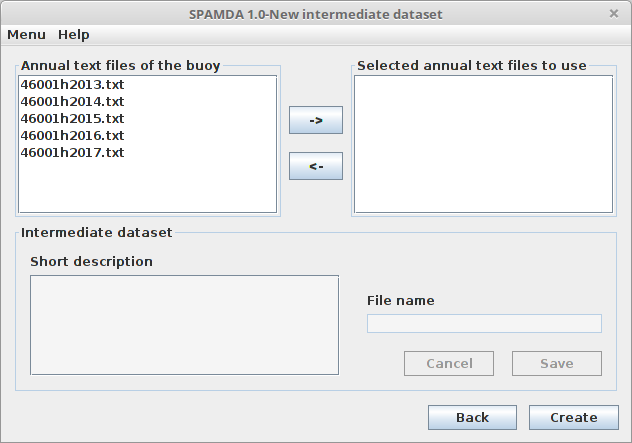 SPAMDA 1.0-New intermediate dataset
×
Menu Help
Annual text files of the buoy
Selected annual text files to use
46001h2013.txt
46001h2014.txt
46001h2015.txt
46001h2016.txt
46001h2017.txt
->
<-
Intermediate dataset
Short description
File name
Cancel
Save
Back
Create